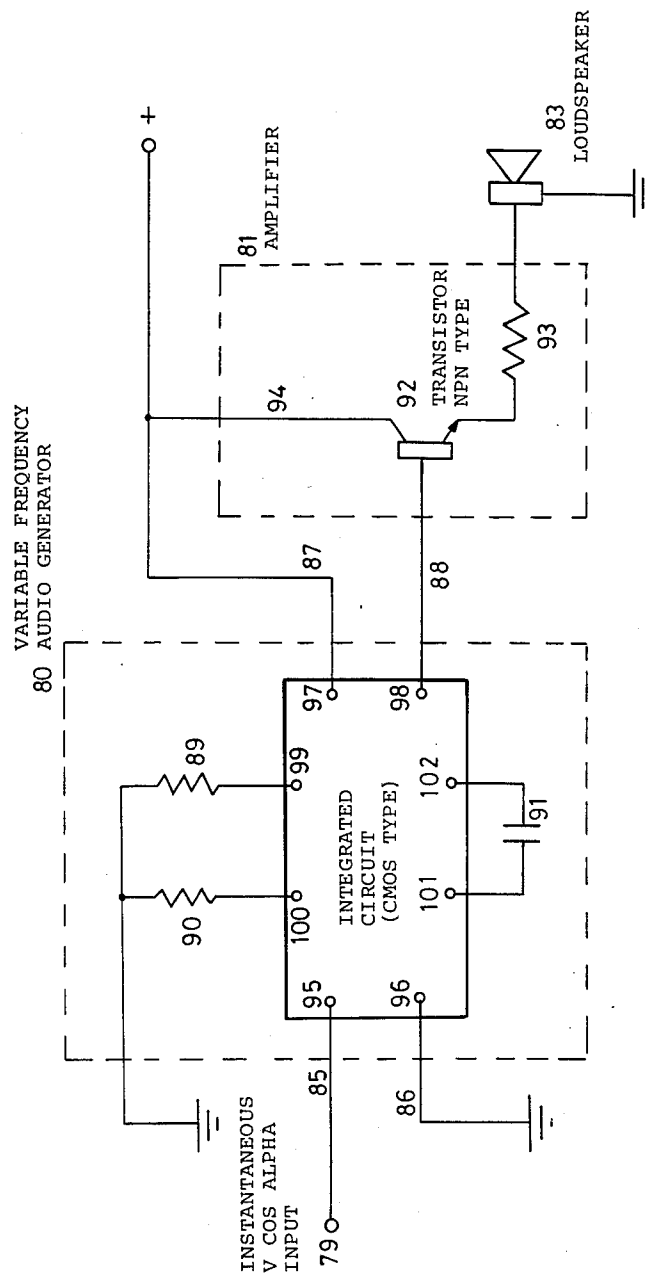 VARIABLE FREQUENCY
80 AUDIO GENERATOR
81
AMPLIFIER
83
LOUDSPEAKER
+
94
92
TRANSISTOR
NPN TYPE
93
87
88
97
98
89
99
90
100
INTEGRATED
CIRCUIT
(CMOS TYPE)
101
102
91
95
96
85
86
INSTANTANEOUS
V COS ALPHA
INPUT
79